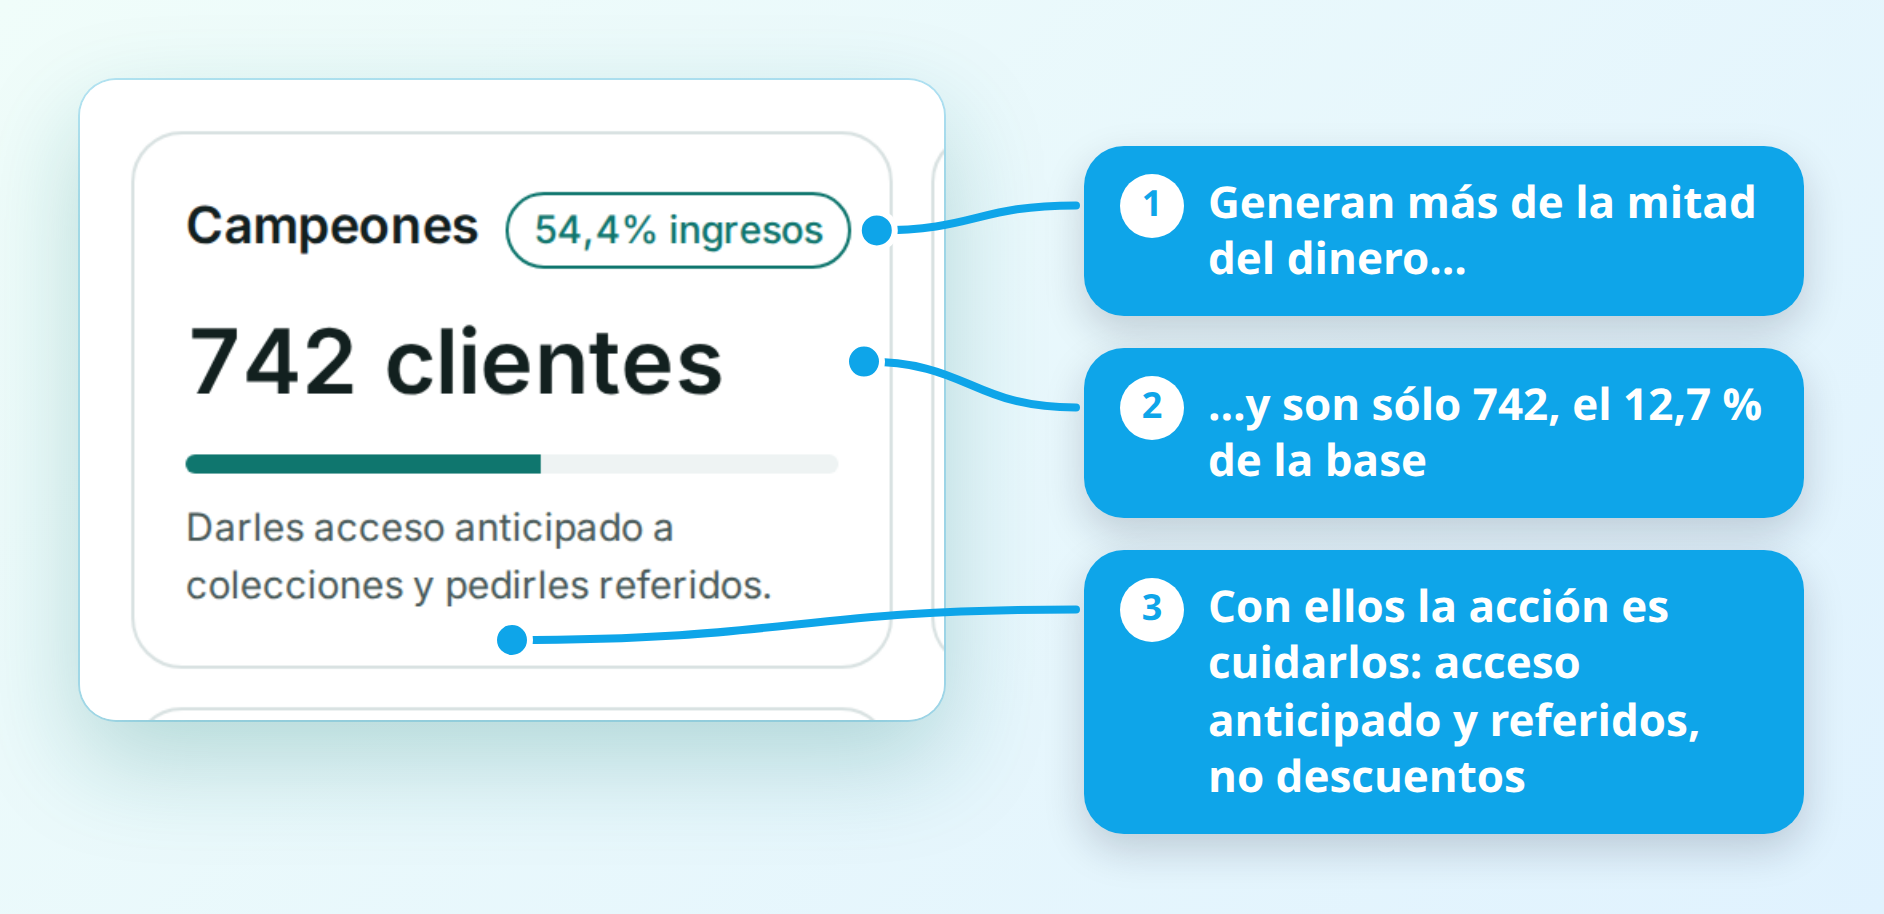 Campeones
54,4% ingresos
742 clientes
Darles acceso anticipado a
colecciones y pedirles referidos.
1
Generan más de la mitad
del dinero...
2
...y son sólo 742, el 12,7 %
de la base
3
Con ellos la acción es
cuidarlos: acceso
anticipado y referidos,
no descuentos